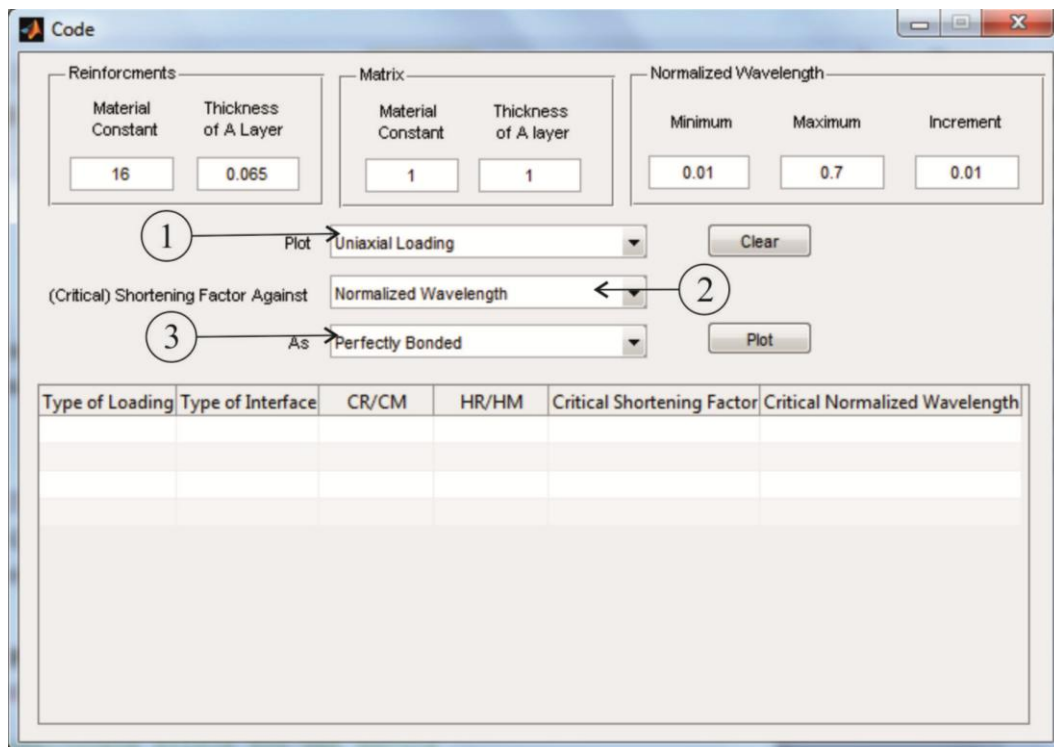 Code
Reinforcments
Matrix
Normalized Wavelength
Material Constant
Thickness of A Layer
Material Constant
Thickness of A layer
Minimum
Maximum
Increment
16
0.065
1
1
0.01
0.7
0.01
1
Plot
Uniaxial Loading
Clear
(Critical) Shortening Factor Against
Normalized Wavelength
2
3
As
Perfectly Bonded
Plot
Type of Loading
Type of Interface
CR/CM
HR/HM
Critical Shortening Factor
Critical Normalized Wavelength